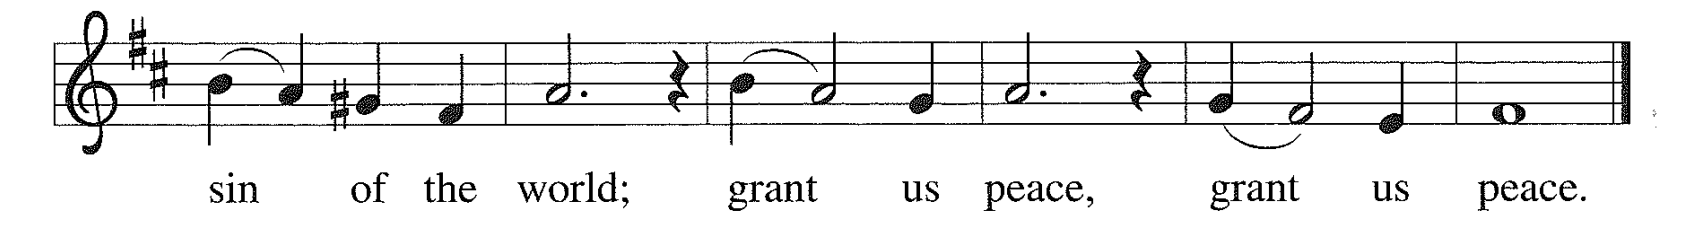 sin of the world; grant us peace, grant us peace.